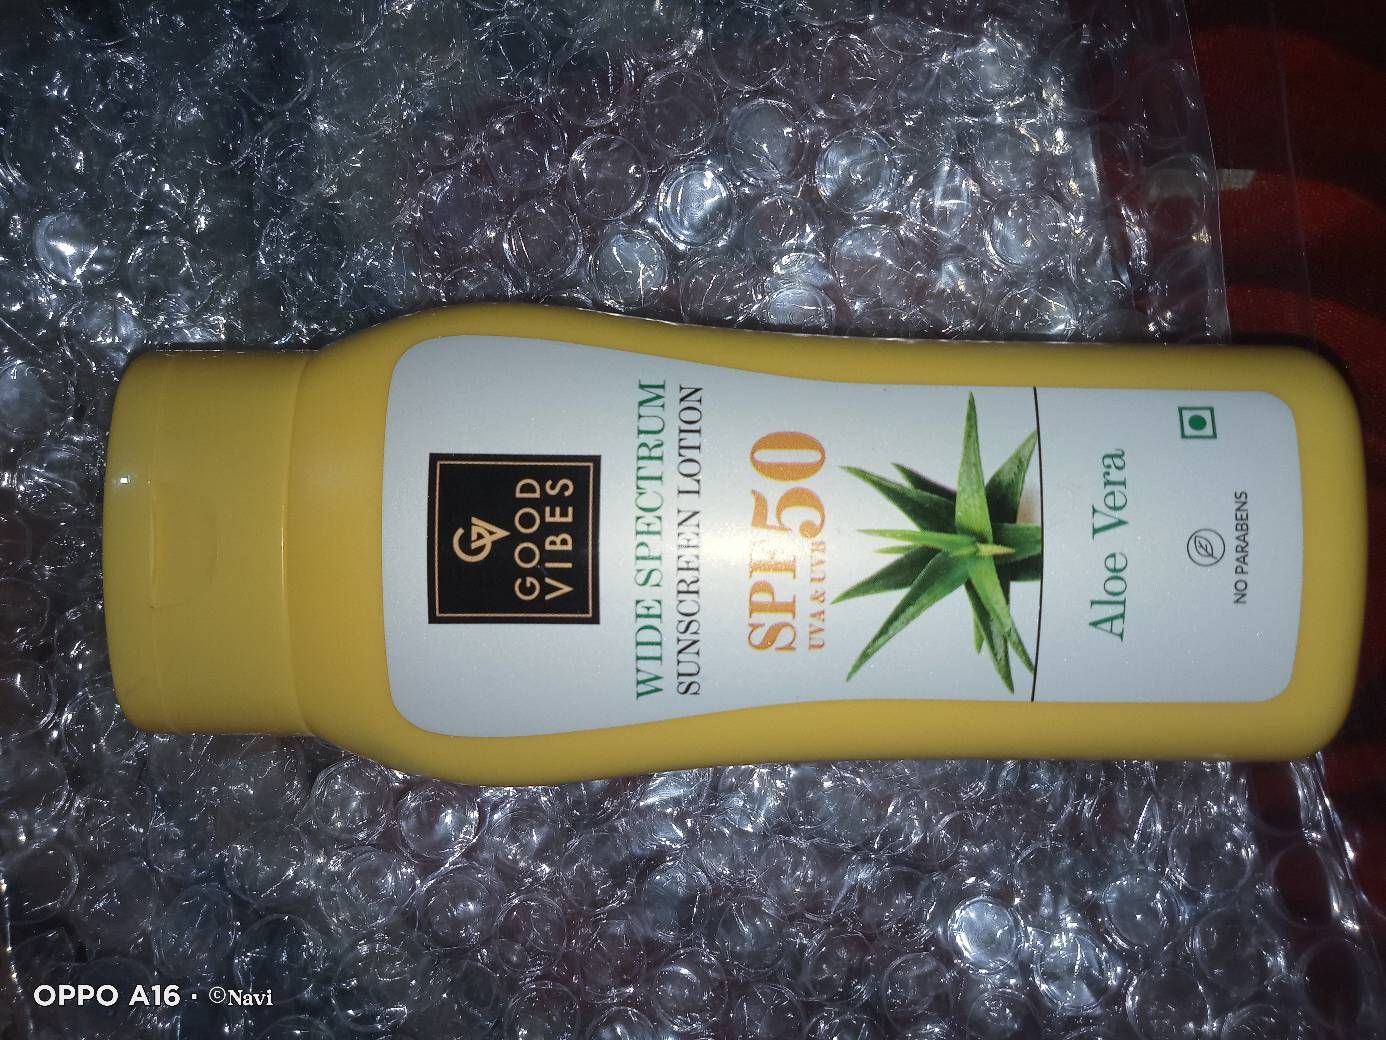 GV
GOOD
VIBES
WIDE SPECTRUM
SUNSCREEN LOTION
SPF50
UVA & UVB
Aloe Vera
NO PARABENS
OPPO A16 · ©Navi